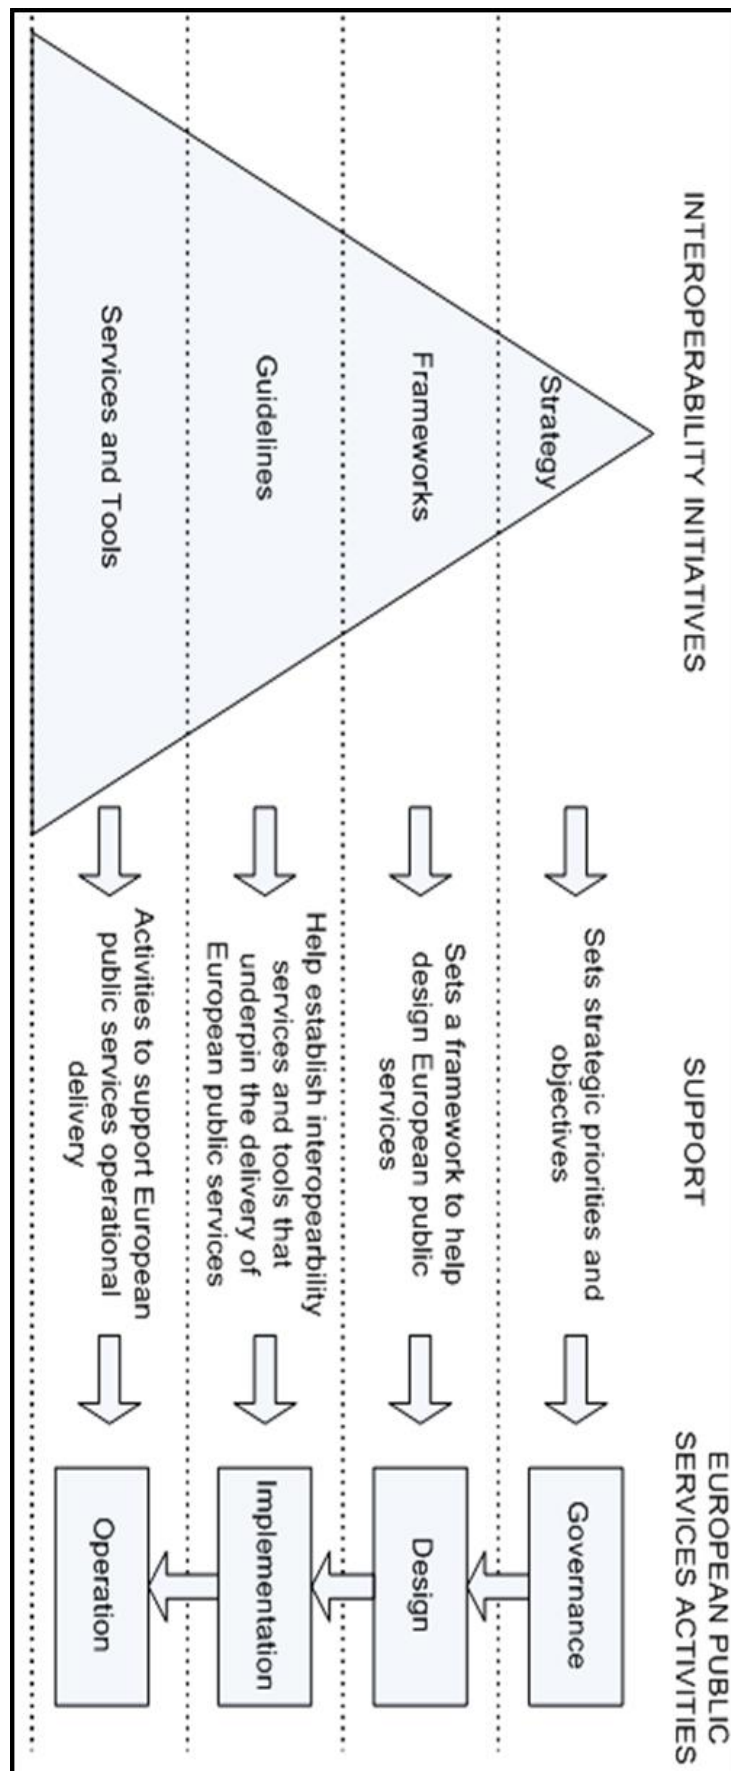 INTEROPERABILITY INITIATIVES
SUPPORT
EUROPEAN PUBLIC
SERVICES ACTIVITIES
Strategy
Sets strategic priorities and
objectives
Governance
Frameworks
Sets a framework to help
design European public
services
Design
Guidelines
Help establish interopearbility
services and tools that
underpin the delivery of
European public services
Implementation
Services and Tools
Activities to support European
public services operational
delivery
Operation